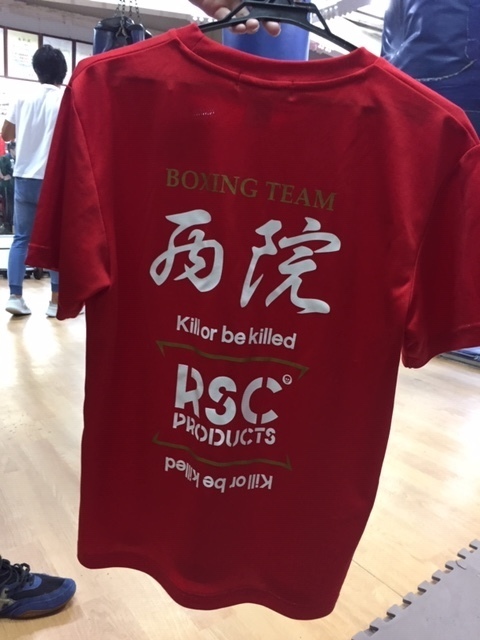 BOXING TEAM
両院
Kill or be killed
RSC
PRODUCTS
Kill or be killed